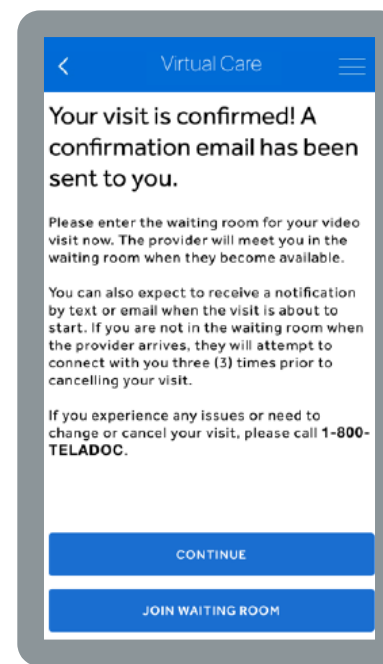 Virtual Care
Your visit is confirmed! A
confirmation email has been
sent to you.
Please enter the waiting room for your video
visit now. The provider will meet you in the
waiting room when they become available.
You can also expect to receive a notification
by text or email when the visit is about to
start. If you are not in the waiting room when
the provider arrives, they will attempt to
connect with you three (3) times prior to
cancelling your visit.
If you experience any issues or need to
change or cancel your visit, please call 1-800-
TELADOC.
CONTINUE
JOIN WAITING ROOM